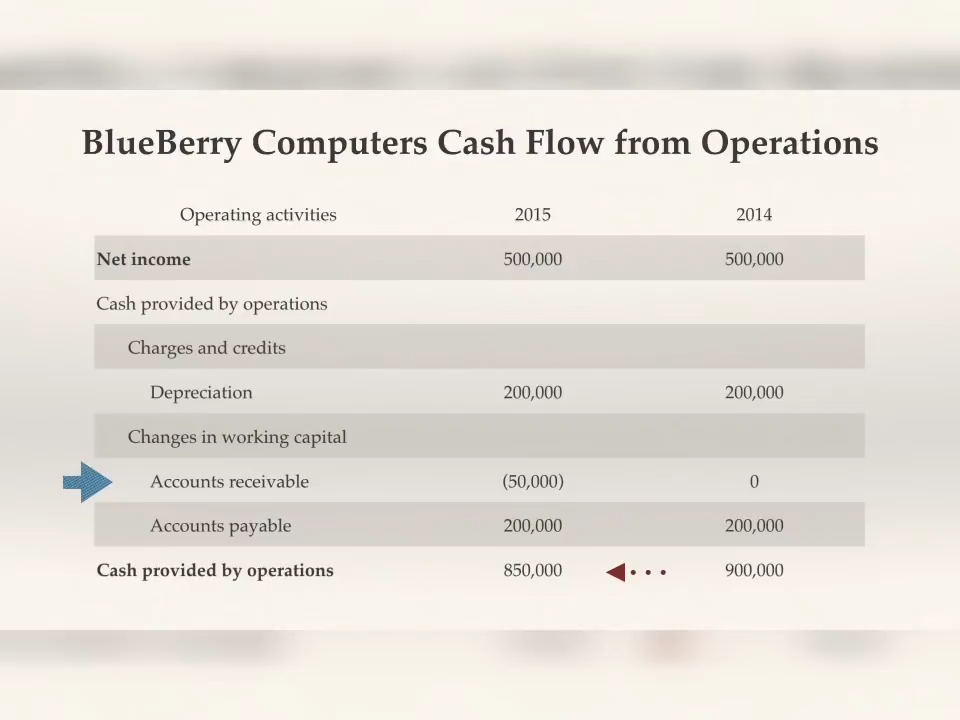 BlueBerry Computers Cash Flow from Operations
Operating activities 2015 2014
Net income 500,000 500,000
Cash provided by operations
Charges and credits
Depreciation 200,000 200,000
Changes in working capital
Accounts receivable (50,000) 0
Accounts payable 200,000 200,000
Cash provided by operations 850,000 900,000